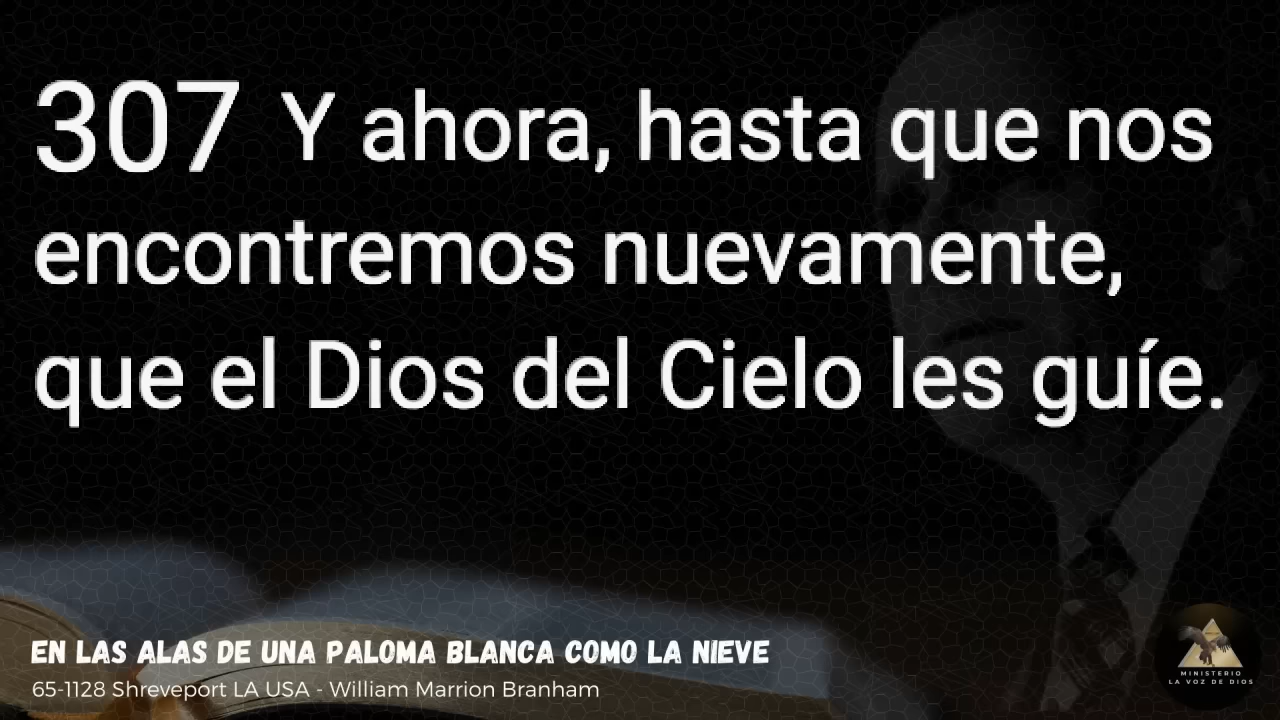 307 Y ahora, hasta que nos
encontremos nuevamente,
que el Dios del Cielo les guíe.
EN LAS ALAS DE UNA PALOMA BLANCA COMO LA NIEVE
65-1128 Shreveport LA USA - William Marrion Branham
MINISTERIO
LA VOZ DE DIOS